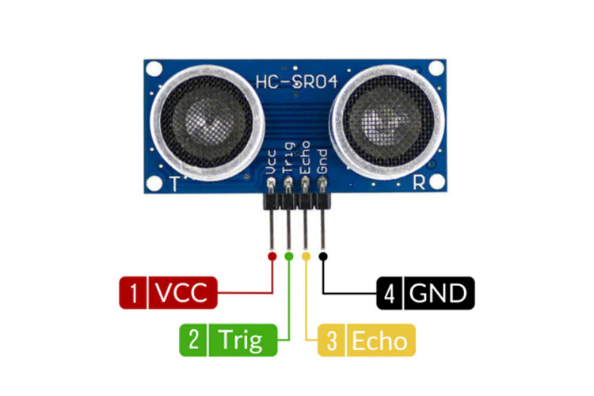 HC-SR04
Vcc
Trig
Echo
Gnd
T
R
1 VCC
4 GND
2 Trig
3 Echo